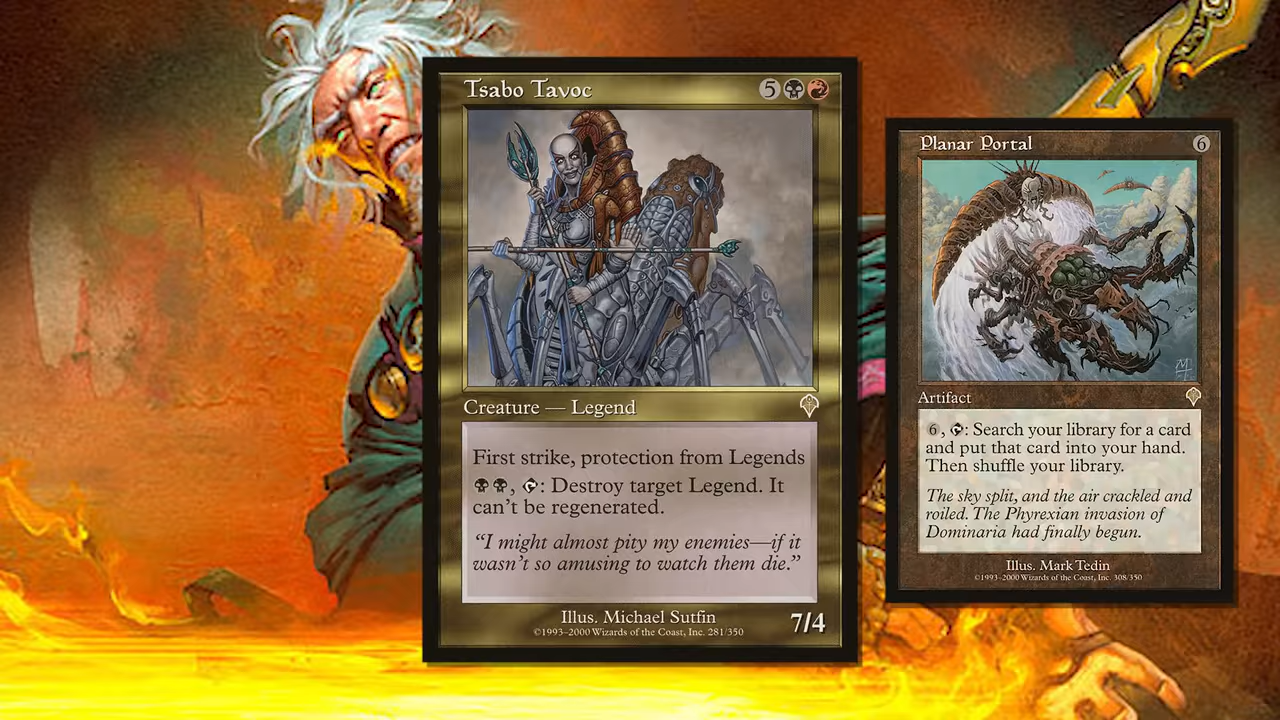 Tsabo Tavoc 5
Creature — Legend
First strike, protection from Legends
: Destroy target Legend. It
can't be regenerated.
“I might almost pity my enemies—if it
wasn't so amusing to watch them die.”
Illus. Michael Sutfin
©1993–2000 Wizards of the Coast, Inc. 281/350
7/4
Planar Portal 6
Artifact
6, : Search your library for a card
and put that card into your hand.
Then shuffle your library.
The sky split, and the air crackled and
roiled. The Phyrexian invasion of
Dominaria had finally begun.
Illus. Mark Tedin
©1993–2000 Wizards of the Coast, Inc. 308/350